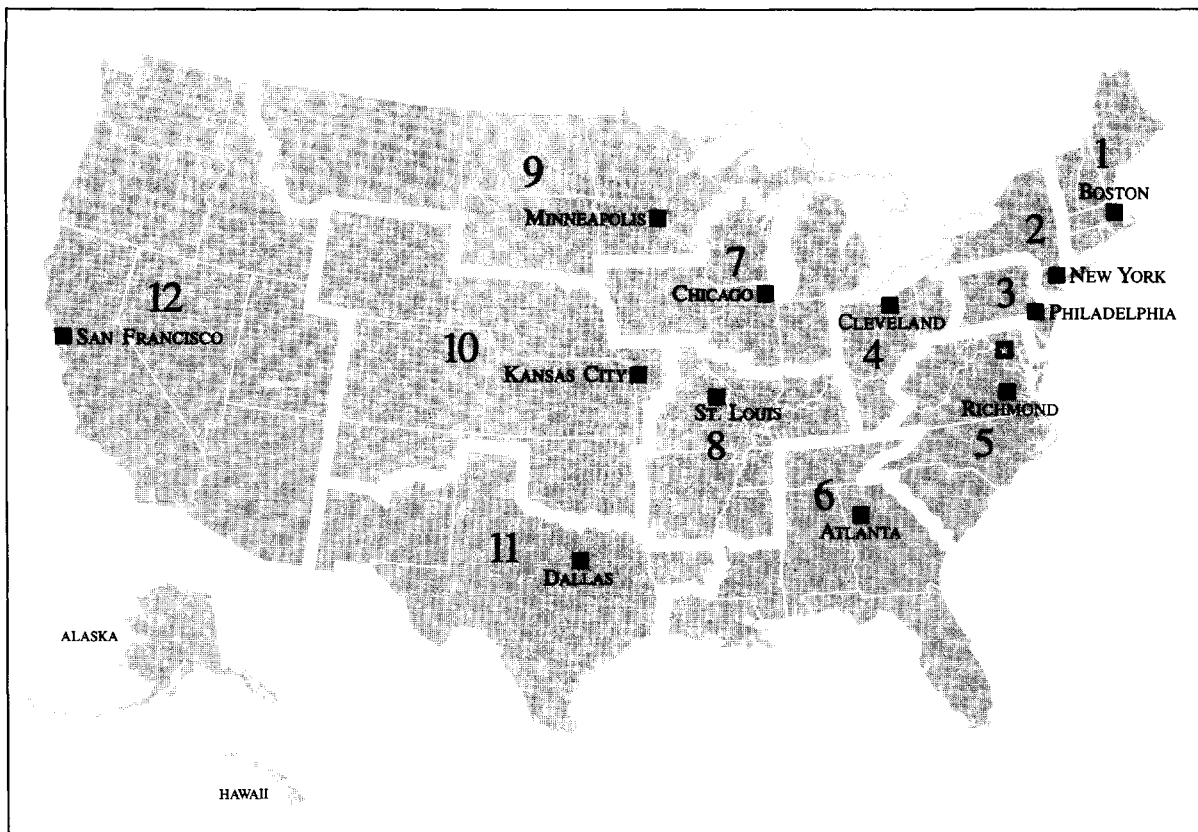 1
BOSTON
9
MINNEAPOLIS
2
7
NEW YORK
12
CHICAGO
3
CLEVELAND
PHILADELPHIA
SAN FRANCISCO
10
4
KANSAS CITY
ST. LOUIS
RICHMOND
8
5
6
ATLANTA
11
DALLAS
ALASKA
HAWAII